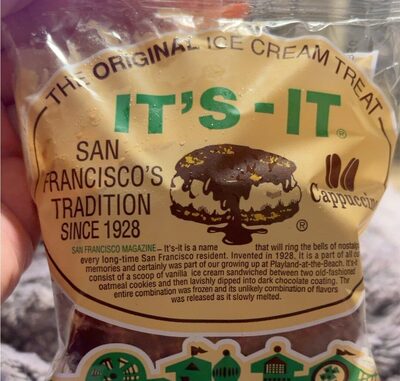 THE ORIGINAL ICE CREAM TREAT
IT'S-IT®
SAN
FRANCISCO'S
TRADITION
SINCE 1928
®
SAN FRANCISCO MAGAZINE – It's-it is a name that will ring the bells of nostalgia
every long-time San Francisco resident. Invented in 1928, it is a part of all
memories and certainly was part of our growing up at Playland-at-the-Beach. It's-it
consist of a scoop of vanilla ice cream sandwiched between two old-fashioned
oatmeal cookies and then lavishly dipped into dark chocolate coating. The
entire combination was frozen and its unlikely combination of flavors
was released as it slowly melted.